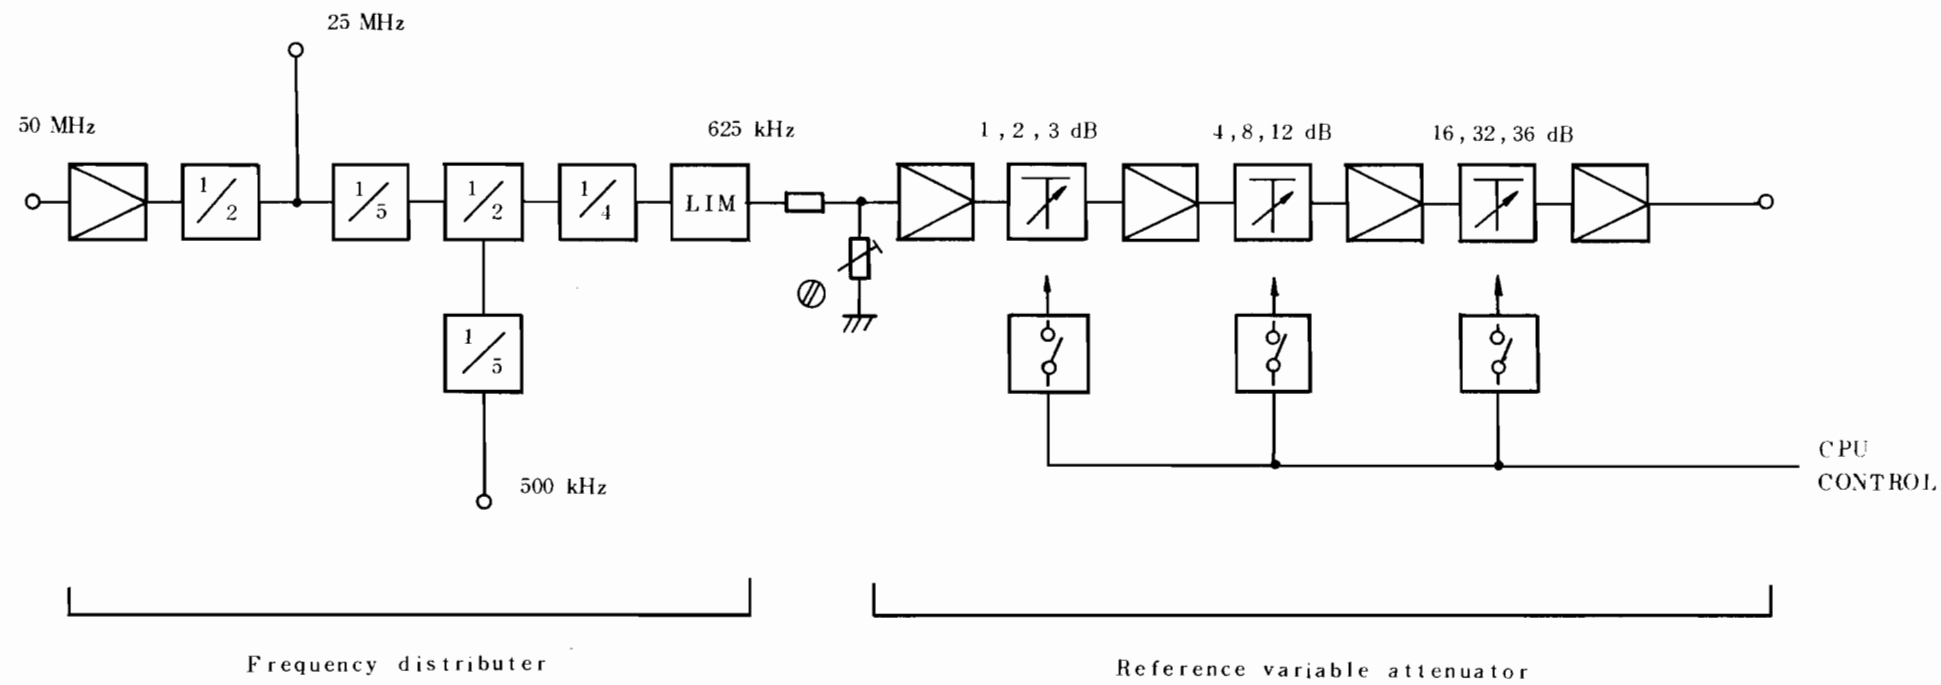 25 MHz
50 MHz
625 kHz
1 , 2 , 3 dB
4 , 8 , 12 dB
16 , 32 , 36 dB
1/2
1/5
1/2
1/4
LIM
1/5
500 kHz
CPU
CONTROL
Frequency distributer
Reference variable attenuator